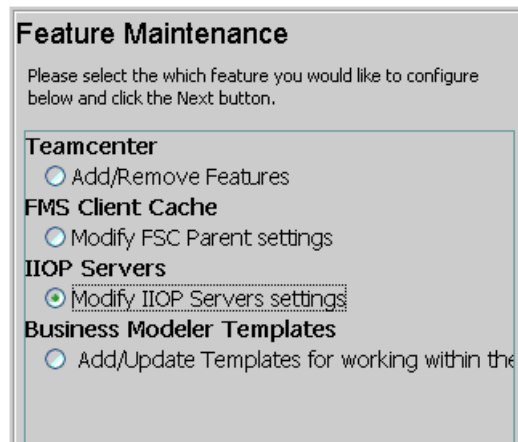 Feature Maintenance
Please select the which feature you would like to configure
below and click the Next button.
Teamcenter
Add/Remove Features
FMS Client Cache
Modify FSC Parent settings
IIOP Servers
Modify IIOP Servers settings
Business Modeler Templates
Add/Update Templates for working within the